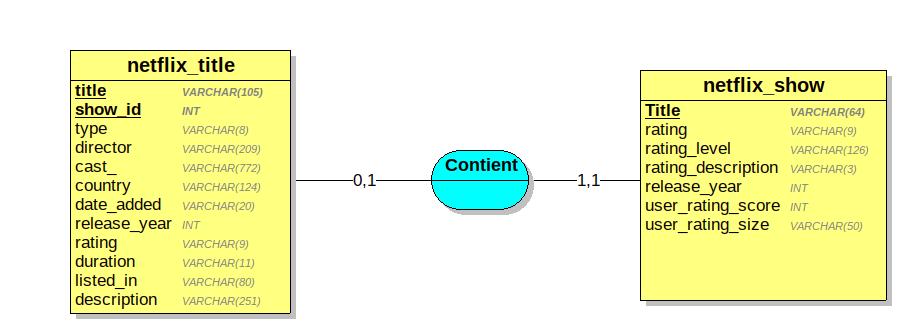 netflix_title
title VARCHAR(105)
show_id INT
type VARCHAR(8)
director VARCHAR(209)
cast_ VARCHAR(772)
country VARCHAR(124)
date_added VARCHAR(20)
release_year INT
rating VARCHAR(9)
duration VARCHAR(11)
listed_in VARCHAR(80)
description VARCHAR(251)
0,1
Contient
1,1
netflix_show
Title VARCHAR(64)
rating VARCHAR(9)
rating_level VARCHAR(126)
rating_description VARCHAR(3)
release_year INT
user_rating_score INT
user_rating_size VARCHAR(50)